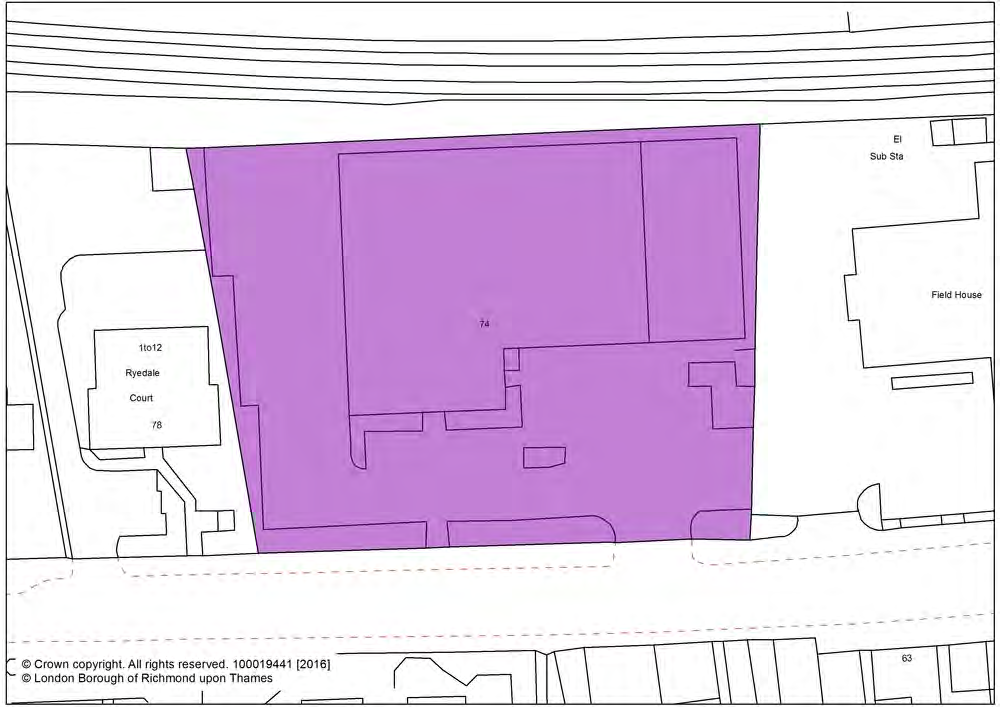 El
Sub Sta
Field House
74
1to12
Ryedale
Court
78
63
© Crown copyright. All rights reserved. 100019441 [2016]
© London Borough of Richmond upon Thames